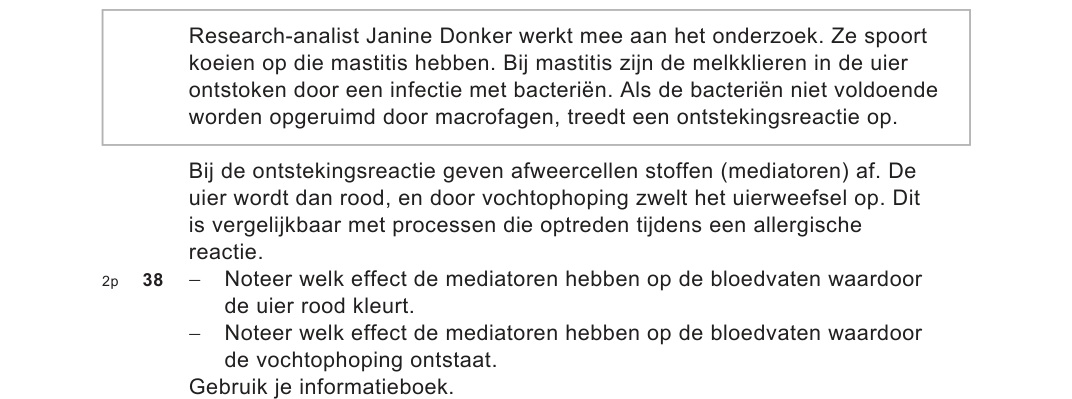 Research-analist Janine Donker werkt mee aan het onderzoek. Ze spoort
koeien op die mastitis hebben. Bij mastitis zijn de melkklieren in de uier
ontstoken door een infectie met bacteriën. Als de bacteriën niet voldoende
worden opgeruimd door macrofagen, treedt een ontstekingsreactie op.
Bij de ontstekingsreactie geven afweercellen stoffen (mediatoren) af. De
uier wordt dan rood, en door vochtophoping zwelt het uierweefsel op. Dit
is vergelijkbaar met processen die optreden tijdens een allergische
reactie.
2p 38 – Noteer welk effect de mediatoren hebben op de bloedvaten waardoor
de uier rood kleurt.
– Noteer welk effect de mediatoren hebben op de bloedvaten waardoor
de vochtophoping ontstaat.
Gebruik je informatieboek.